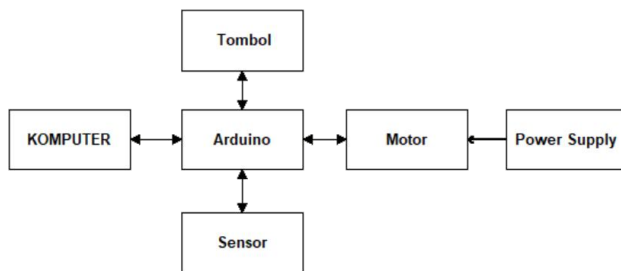 Tombol
KOMPUTER
Arduino
Motor
Power Supply
Sensor